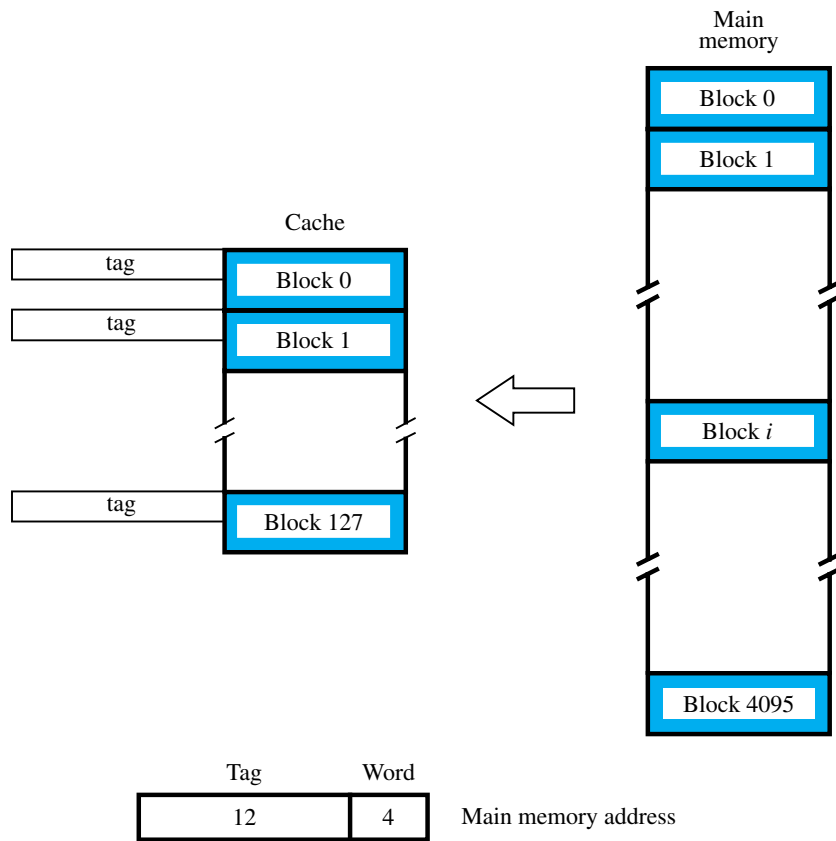 Main
memory
Block 0
Block 1
Cache
tag
Block 0
tag
Block 1
Block i
tag
Block 127
Block 4095
Tag Word
12 4 Main memory address